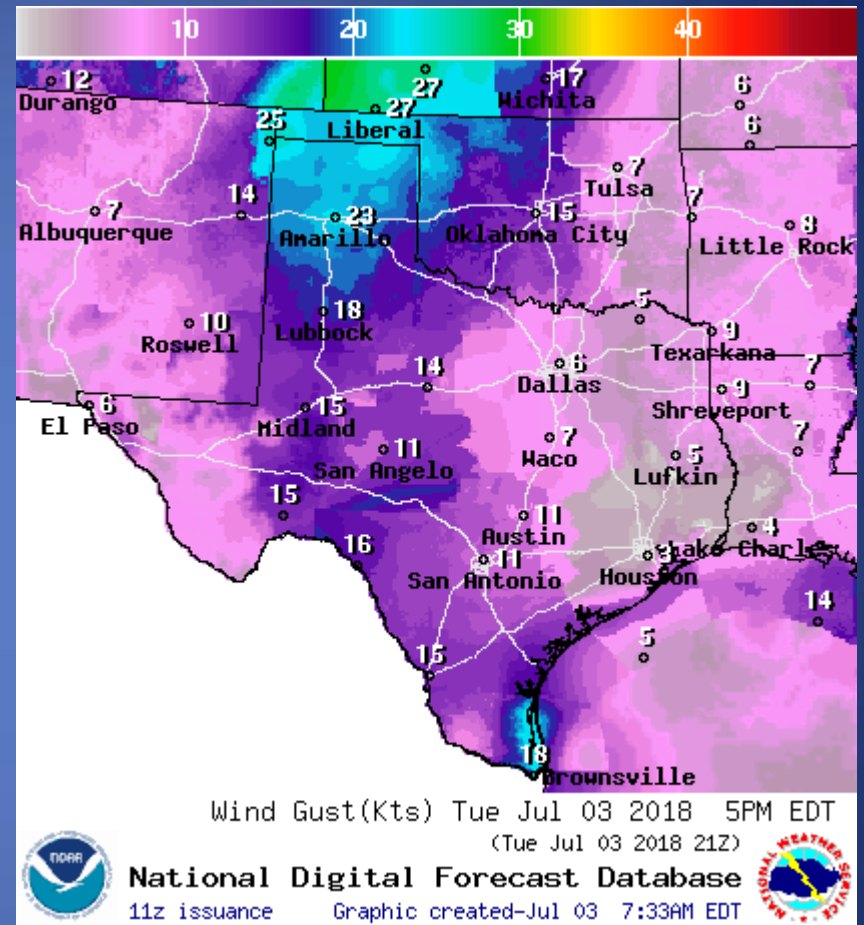 10 20 30 40
12
Durango
27
17
Wichita
6
27
Liberal
6
25
7
Tulsa
14
7
Albuquerque
23
Amarillo
15
Oklahoma City
7
8
Little Rock
10
Roswell
18
Lubbock
5
9
Texarkana
14
6
Dallas
7
9
Shreveport
6
El Paso
15
Midland
11
San Angelo
7
Waco
5
Lufkin
7
15
11
Austin
4
16
11
San Antonio
3
Houston
Lake Charl
14
5
15
18
Brownsville
Wind Gust(Kts) Tue Jul 03 2018 5PM EDT
(Tue Jul 03 2018 21Z)
National Digital Forecast Database
11z issuance Graphic created-Jul 03 7:33AM EDT
NOAA
NATIONAL WEATHER SERVICE